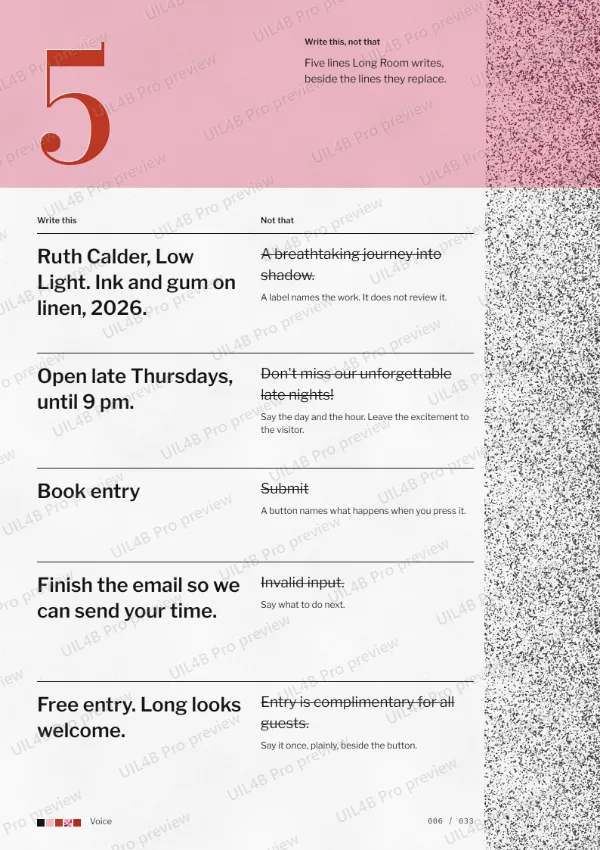 5
Write this, not that
Five lines Long Room writes,
beside the lines they replace.
Write this
Not that
Ruth Calder, Low
Light. Ink and gum on
linen, 2026.
A breathtaking journey into
shadow.
A label names the work. It does not review it.
Open late Thursdays,
until 9 pm.
Don't miss our unforgettable
late nights!
Say the day and the hour. Leave the excitement to
the visitor.
Book entry
Submit
A button names what happens when you press it.
Finish the email so we
can send your time.
Invalid input.
Say what to do next.
Free entry. Long looks
welcome.
Entry is complimentary for all
guests.
Say it once, plainly, beside the button.
Voice
006 / 033
UIL4B Pro preview